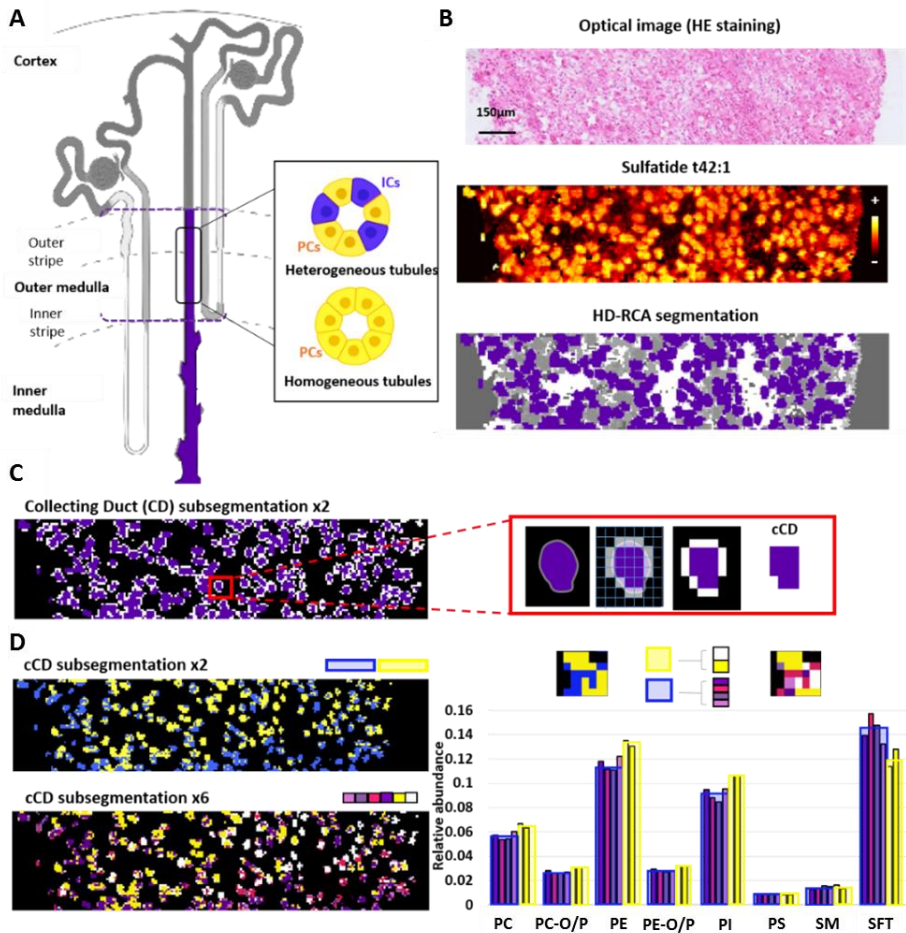 A
Cortex
Outer
stripe
Outer medulla
Inner
stripe
Inner
medulla
ICs
PCs
Heterogeneous tubules
PCs
Homogeneous tubules
B
Optical image (HE staining)
150µm
Sulfatide t42:1
+
-
HD-RCA segmentation
C
Collecting Duct (CD) subsegmentation x2
cCD
D
cCD subsegmentation x2
cCD subsegmentation x6
Relative abundance
0.16
0.14
0.12
0.1
0.08
0.06
0.04
0.02
0
PC PC-O/P PE PE-O/P PI PS SM SFT